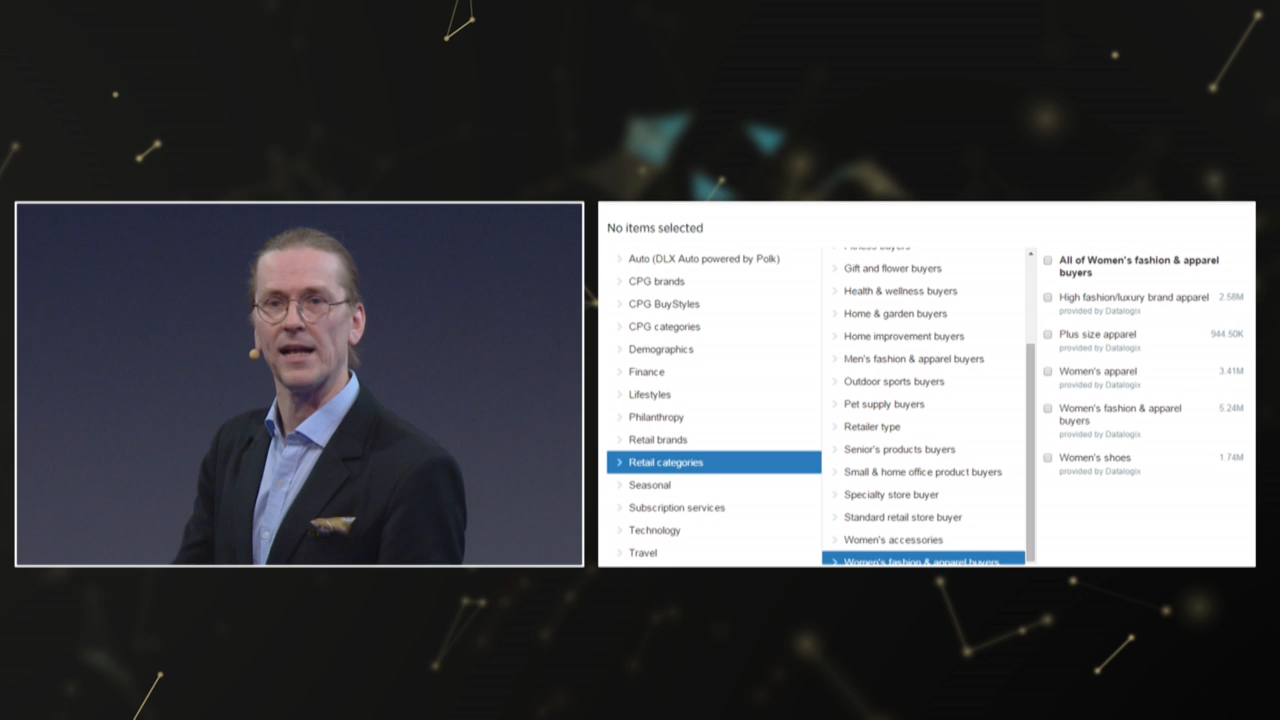 No items selected
Auto (DLX Auto powered by Polk)
CPG brands
CPG BuyStyles
CPG categories
Demographics
Finance
Lifestyles
Philanthropy
Retail brands
Retail categories
Seasonal
Subscription services
Technology
Travel
Gift and flower buyers
Health & wellness buyers
Home & garden buyers
Home improvement buyers
Men's fashion & apparel buyers
Outdoor sports buyers
Pet supply buyers
Retailer type
Senior's products buyers
Small & home office product buyers
Specialty store buyer
Standard retail store buyer
Women's accessories
Women's fashion & apparel buyers
All of Women's fashion & apparel
buyers
High fashion/luxury brand apparel 2.58M
provided by Datalogix
Plus size apparel 944.50K
provided by Datalogix
Women's apparel 3.41M
provided by Datalogix
Women's fashion & apparel 5.24M
buyers
provided by Datalogix
Women's shoes 1.74M
provided by Datalogix